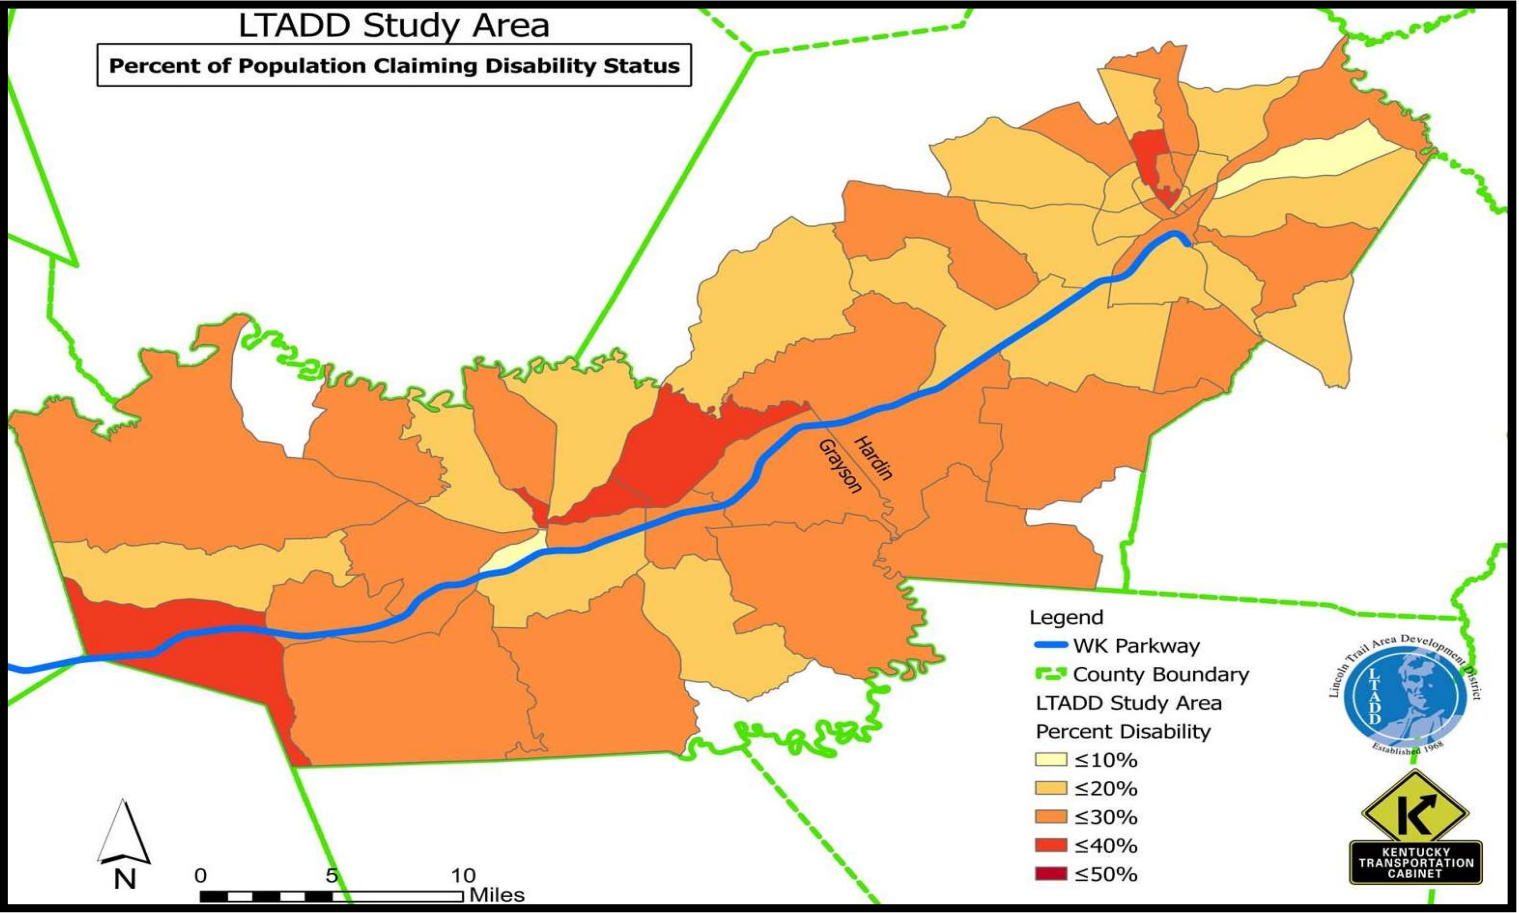 LTADD Study Area
Percent of Population Claiming Disability Status
Hardin
Grayson
Legend
WK Parkway
County Boundary
LTADD Study Area
Percent Disability
≤10%
≤20%
≤30%
≤40%
≤50%
Lincoln Trail Area Development District
LTADD
Established 1968
KENTUCKY
TRANSPORTATION
CABINET
N
0 5 10
Miles